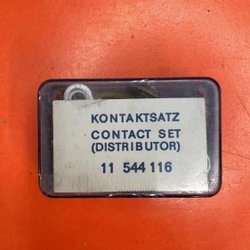 KONTAKTSATZ
CONTACT SET
(DISTRIBUTOR)
11 544 116